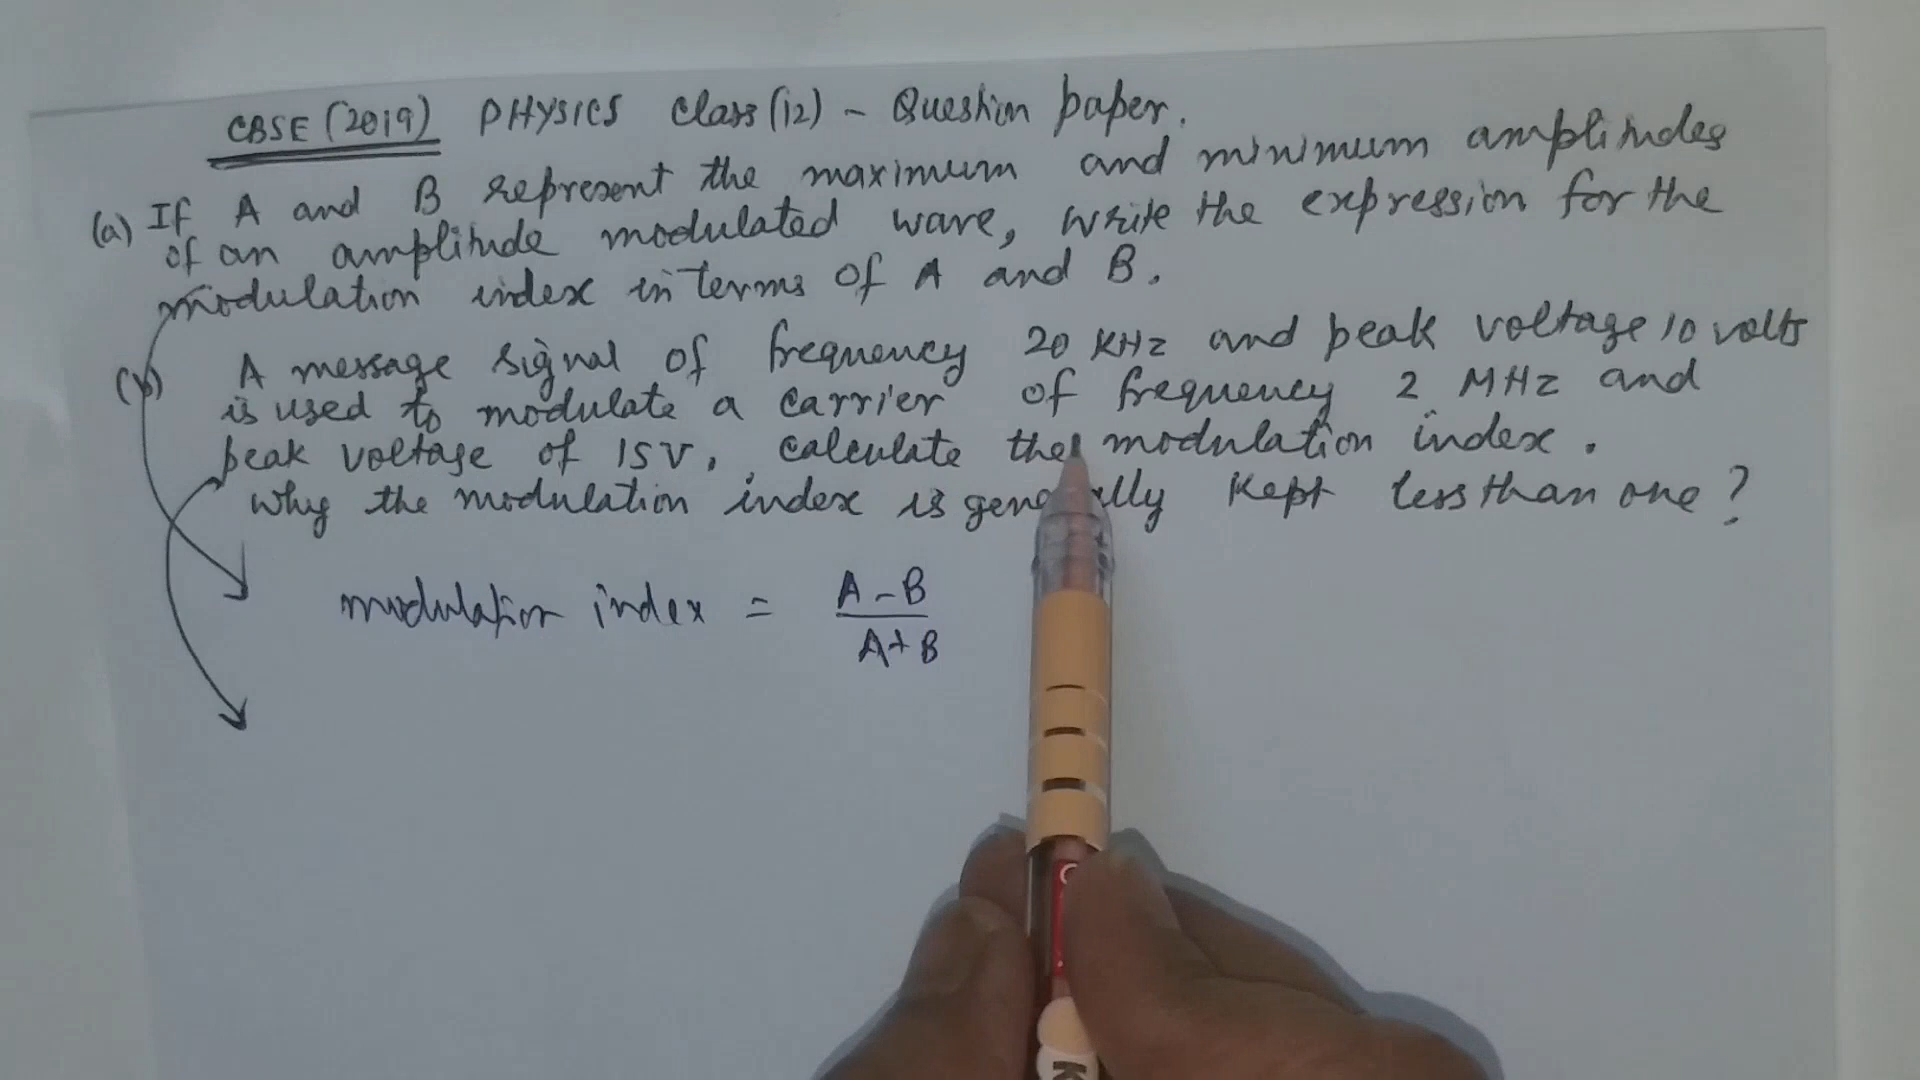 CBSE (2019) PHYSICS Class (12) - Question paper.
(a) If A and B represent the maximum and minimum amplitudes
of an amplitude modulated wave, write the expression for the
modulation index in terms of A and B.
(b) A message signal of frequency 20 KHz and peak voltage 10 volts
is used to modulate a carrier of frequency 2 MHz and
peak voltage of 15V. calculate the modulation index.
Why the modulation index is generally kept less than one?
modulation index = A - B
A + B
K